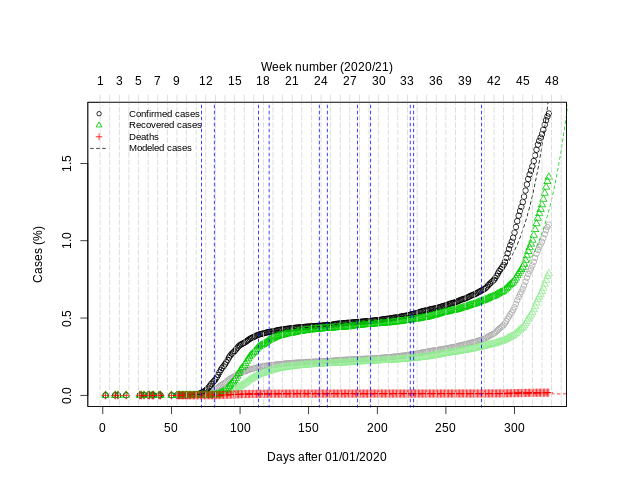 Week number (2020/21)
1 3 5 7 9 12 15 18 21 24 27 30 33 36 39 42 45 48
Confirmed cases
Recovered cases
Deaths
Modeled cases
Cases (%)
1.5
1.0
0.5
0.0
0 50 100 150 200 250 300
Days after 01/01/2020